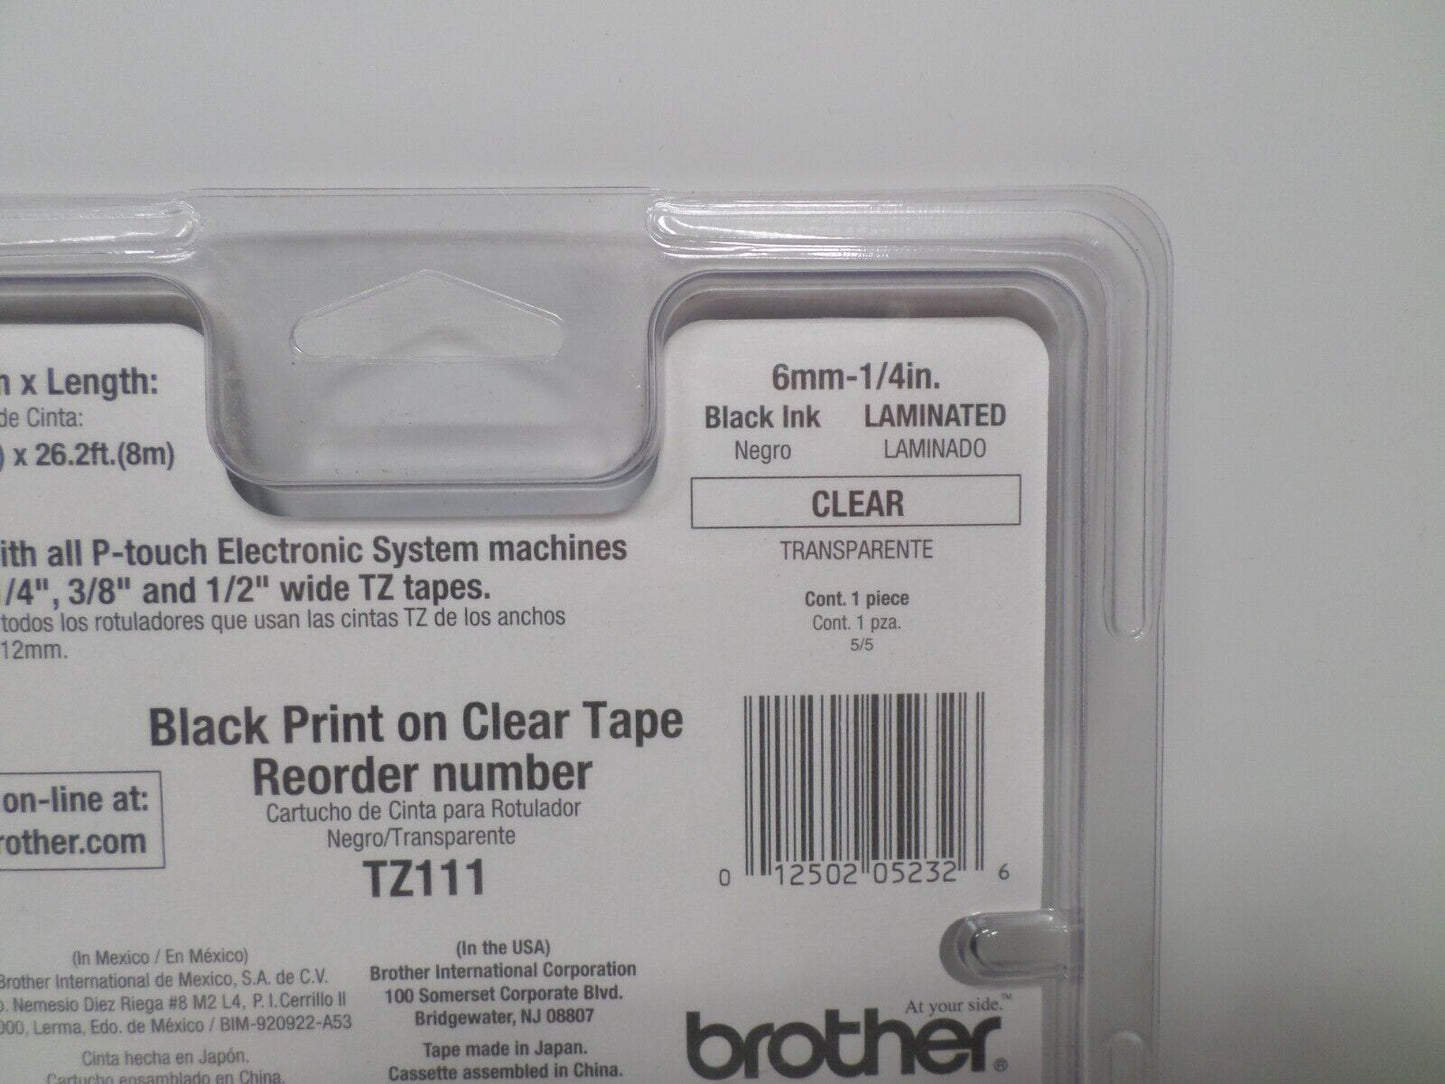 x Length:
de Cinta:
) x 26.2ft.(8m)
6mm-1/4in.
Black Ink LAMINATED
Negro LAMINADO
CLEAR
TRANSPARENTE
Cont. 1 piece
Cont. 1 pza.
5/5
ith all P-touch Electronic System machines
/4", 3/8" and 1/2" wide TZ tapes.
todos los rotuladores que usan las cintas TZ de los anchos
12mm.
Black Print on Clear Tape
Reorder number
Cartucho de Cinta para Rotulador
Negro/Transparente
TZ111
on-line at:
rother.com
0 12502 05232 6
(In Mexico / En México)
Brother International de Mexico, S.A. de C.V.
. Nemesio Diez Riega #8 M2 L4, P.I.Cerrillo II
000, Lerma, Edo. de México / BIM-920922-A53
Cinta hecha en Japón.
Cartucho ensamblado en China.
(In the USA)
Brother International Corporation
100 Somerset Corporate Blvd.
Bridgewater, NJ 08807
Tape made in Japan.
Cassette assembled in China.
At your side.™
brother®